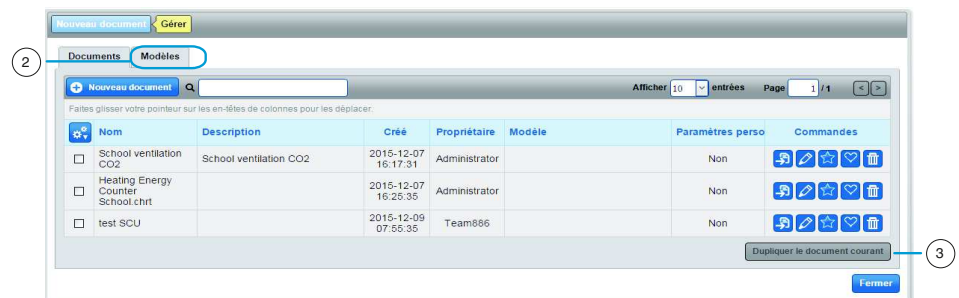 Nouveau document Gérer
2
Documents Modèles
Nouveau document Afficher 10 entrées Page 1 / 1 < >
Faites glisser votre pointeur sur les en-têtes de colonnes pour les déplacer.
Nom Description Créé Propriétaire Modèle Paramètres perso Commandes
School ventilation CO2 School ventilation CO2 2015-12-07 16:17:31 Administrator Non
Heating Energy Counter School.chrt 2015-12-07 16:25:35 Administrator Non
test SCU 2015-12-09 07:55:35 Team886 Non
Dupliquer le document courant 3
Fermer